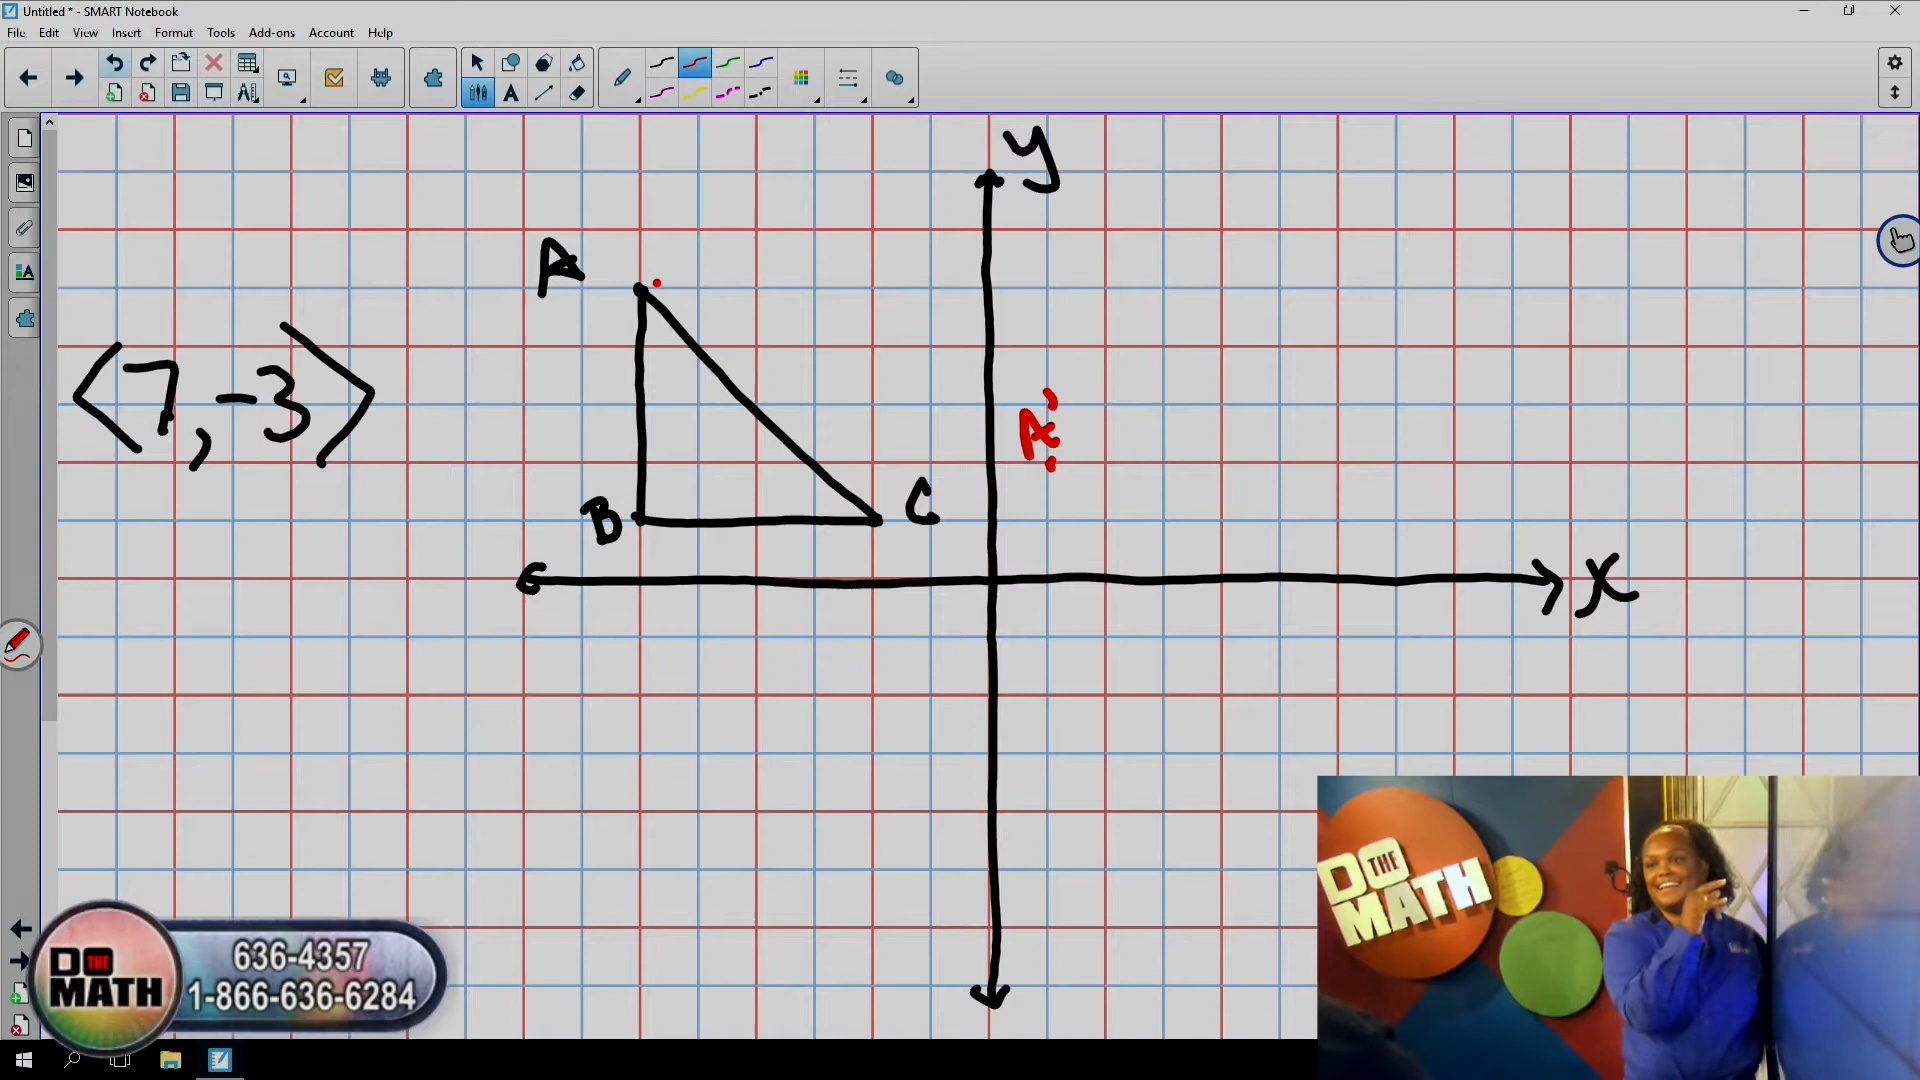 Untitled * - SMART Notebook
File Edit View Insert Format Tools Add-ons Account Help
y
A
<7, -3>
A'
B
C
x
DO THE MATH
DO THE MATH
636-4357
1-866-636-6284